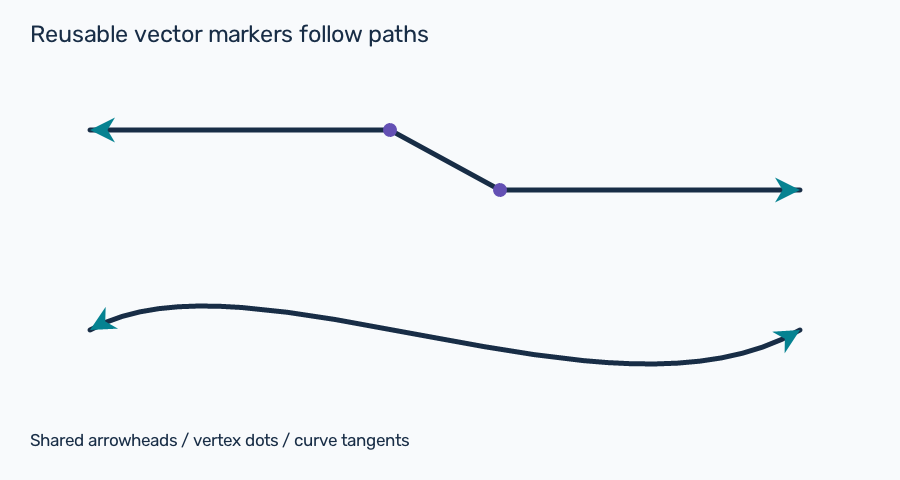 Reusable vector markers follow paths
Shared arrowheads / vertex dots / curve tangents